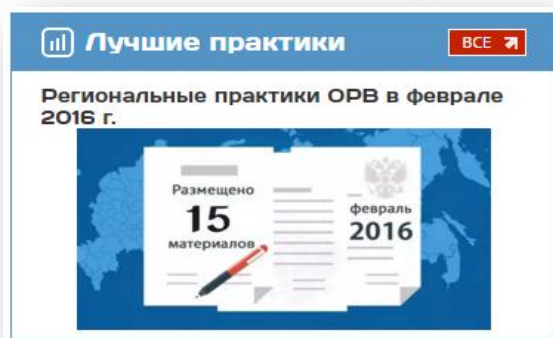 Лучшие практики
ВСЕ
Региональные практики ОРВ в феврале
2016 г.
Размещено
15
материалов
февраль
2016